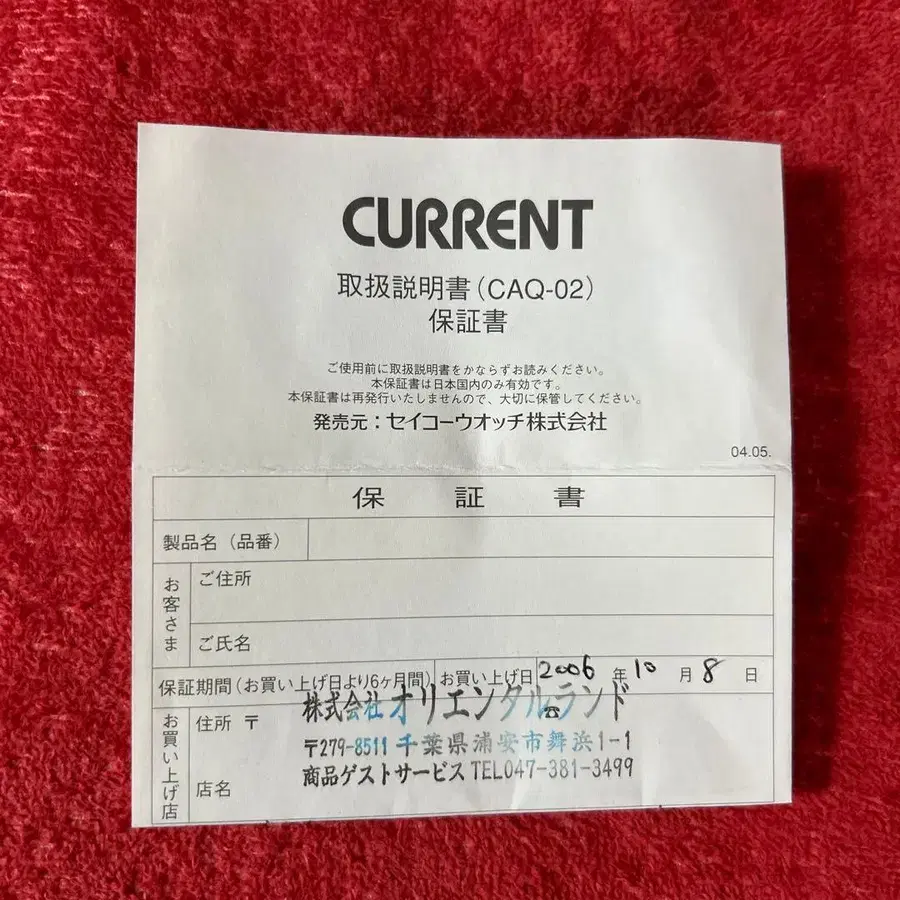 CURRENT
取扱説明書(CAQ-02)
保証書
ご使用前に取扱説明書をかならずお読みください。
本保証書は日本国内のみ有効です。
本保証書は再発行いたしませんので、大切に保管してください。
発売元：セイコーウオッチ株式会社
04.05.
保 証 書
製品名（品番）
お客さま
ご住所
ご氏名
保証期間(お買い上げ日より6ヶ月間) お買い上げ日 2006 年 10 月 8 日
お買い上げ店
株式会社オリエンタルランド
住所 〒 ☎
〒279-8511 千葉県浦安市舞浜1-1
商品ゲストサービス TEL047-381-3499
店名